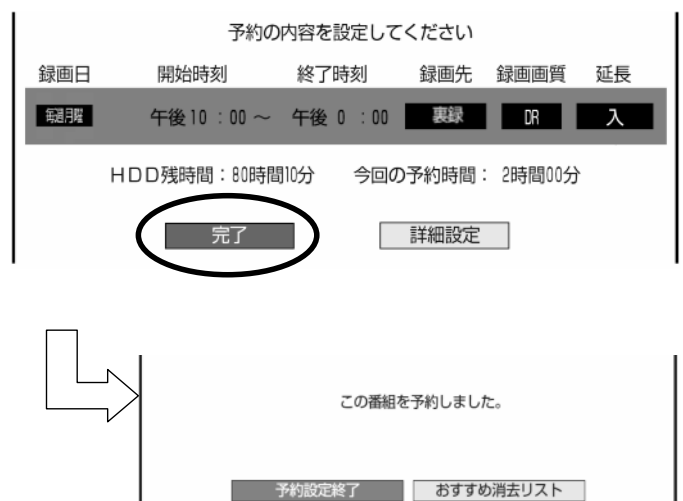 予約の内容を設定してください
録画日 開始時刻 終了時刻 録画先 録画画質 延長
毎週月曜 午後10:00～ 午後 0:00 裏録 DR 入
HDD残時間：80時間10分 今回の予約時間： 2時間00分
完了 詳細設定
この番組を予約しました。
予約設定終了 おすすめ消去リスト